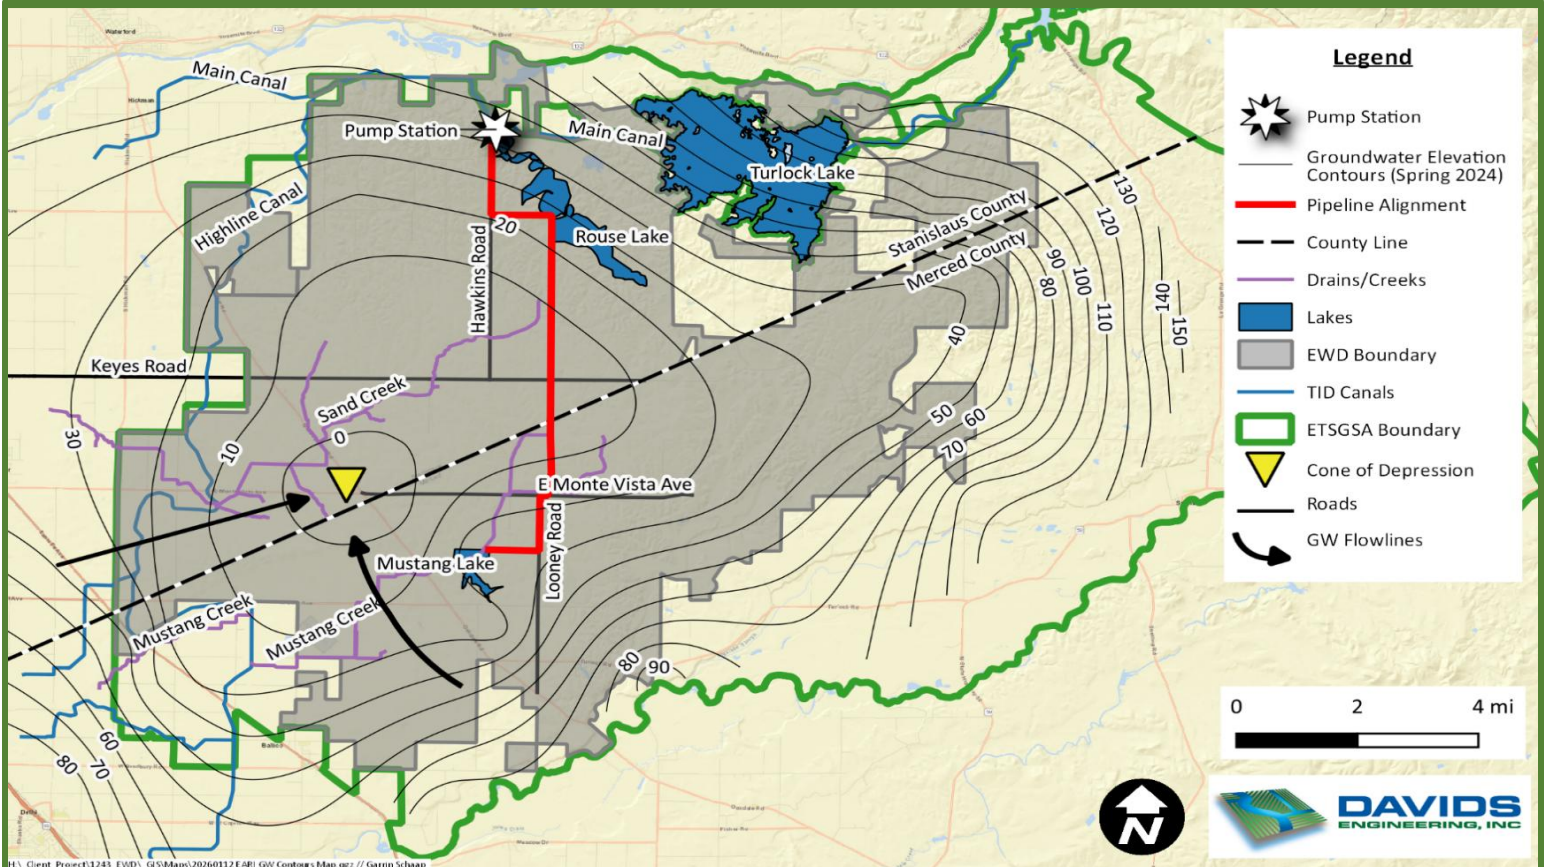 Waterford
Main Canal
Hickman
Pump Station
Main Canal
Turlock Lake
Highline Canal
20
Rouse Lake
Hawkins Road
Stanislaus County
Merced County
130
120
90
100
80
110
140
150
40
Keyes Road
Sand Creek
0
30
10
50
60
70
E Monte Vista Ave
Looney Road
Mustang Lake
Mustang Creek
Mustang Creek
80
90
60
70
80
Ballico
Delhi
Legend
Pump Station
Groundwater Elevation
Contours (Spring 2024)
Pipeline Alignment
County Line
Drains/Creeks
Lakes
EWD Boundary
TID Canals
ETSGSA Boundary
Cone of Depression
Roads
GW Flowlines
0 2 4 mi
N
DAVIDS
ENGINEERING, INC